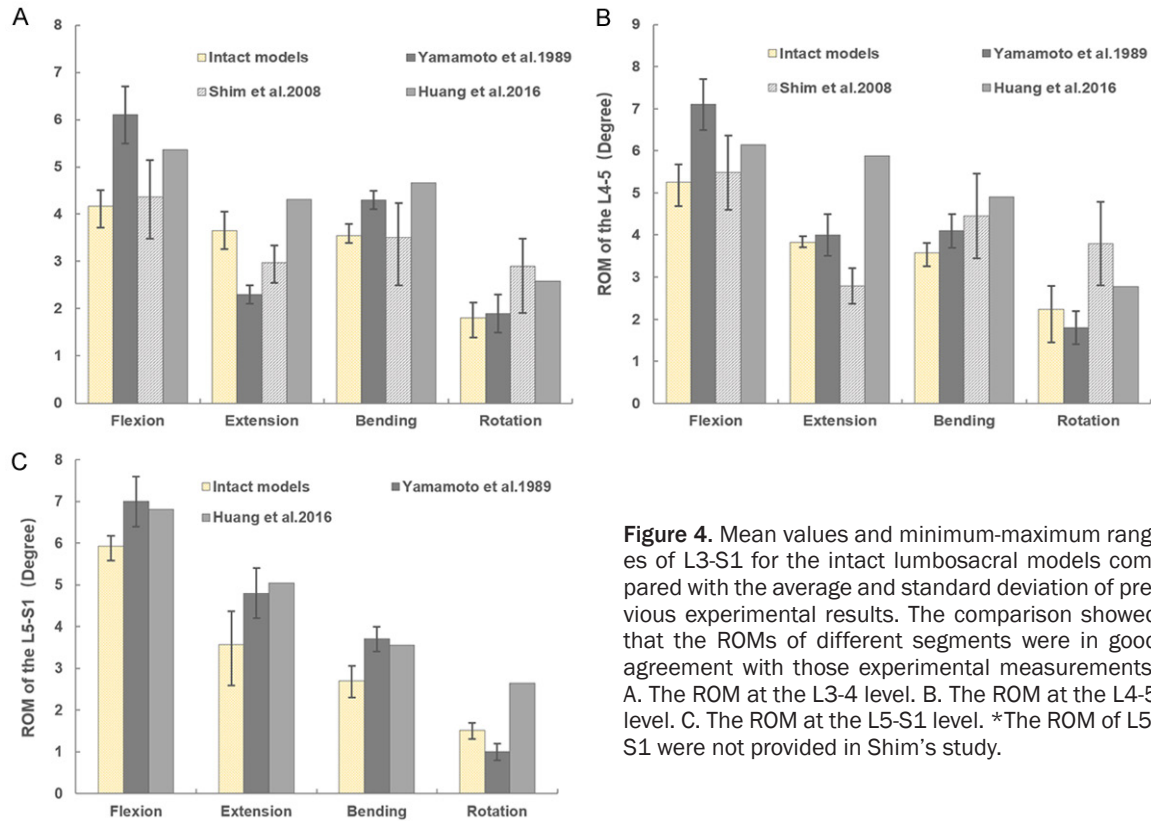 A
8
7
6
5
4
3
2
1
0
Intact models
Yamamoto et al.1989
Shim et al.2008
Huang et al.2016
Flexion
Extension
Bending
Rotation
B
ROM of the L4-5 (Degree)
9
8
7
6
5
4
3
2
1
0
Intact models
Yamamoto et al.1989
Shim et al.2008
Huang et al.2016
Flexion
Extension
Bending
Rotation
C
ROM of the L5-S1 (Degree)
8
7
6
5
4
3
2
1
0
Intact models
Yamamoto et al.1989
Huang et al.2016
Flexion
Extension
Bending
Rotation
Figure 4. Mean values and minimum-maximum rang-
es of L3-S1 for the intact lumbosacral models com
pared with the average and standard deviation of pre
vious experimental results. The comparison showed
that the ROMs of different segments were in good
agreement with those experimental measurements
A. The ROM at the L3-4 level. B. The ROM at the L4-5
level. C. The ROM at the L5-S1 level. *The ROM of L5
S1 were not provided in Shim's study.